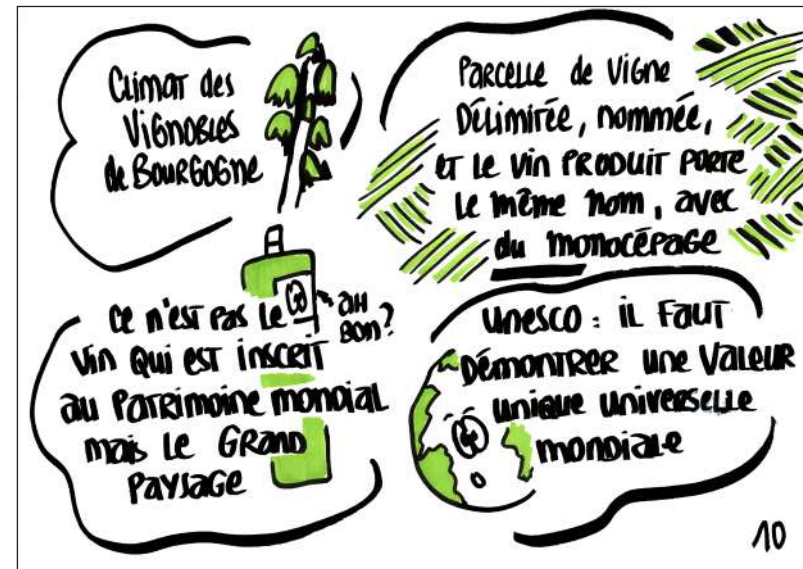 Climat des
Vignobles
de Bourgogne
Parcelle de vigne
Délimitée, nommée,
et le vin produit porte
le même nom, avec
du monocépage
Ce n'est pas le
vin qui est inscrit
au patrimoine mondial
mais le grand
paysage
ah
bon?
Unesco : il faut
Démontrer une valeur
unique universelle
mondiale
10